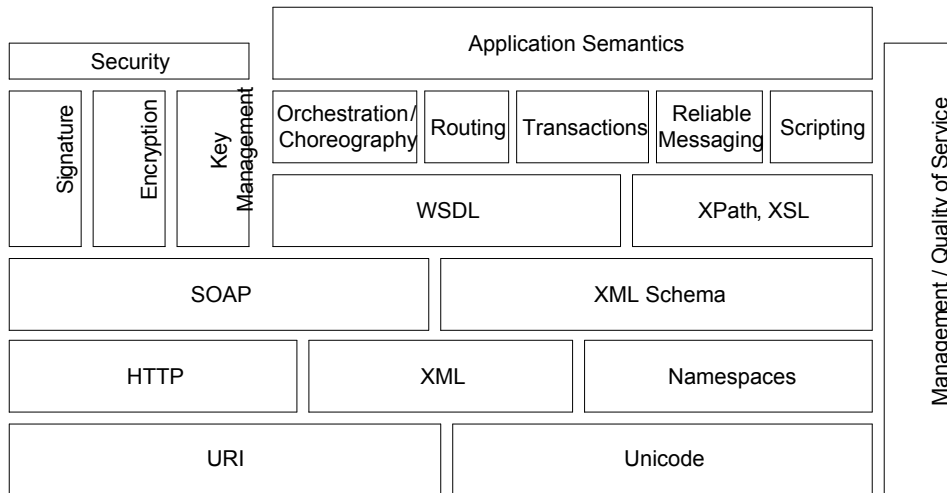 Application Semantics
Security
Signature
Encryption
Key
Management
Orchestration/
Choreography
Routing
Transactions
Reliable
Messaging
Scripting
WSDL
XPath, XSL
SOAP
XML Schema
HTTP
XML
Namespaces
URI
Unicode
Management / Quality of Service